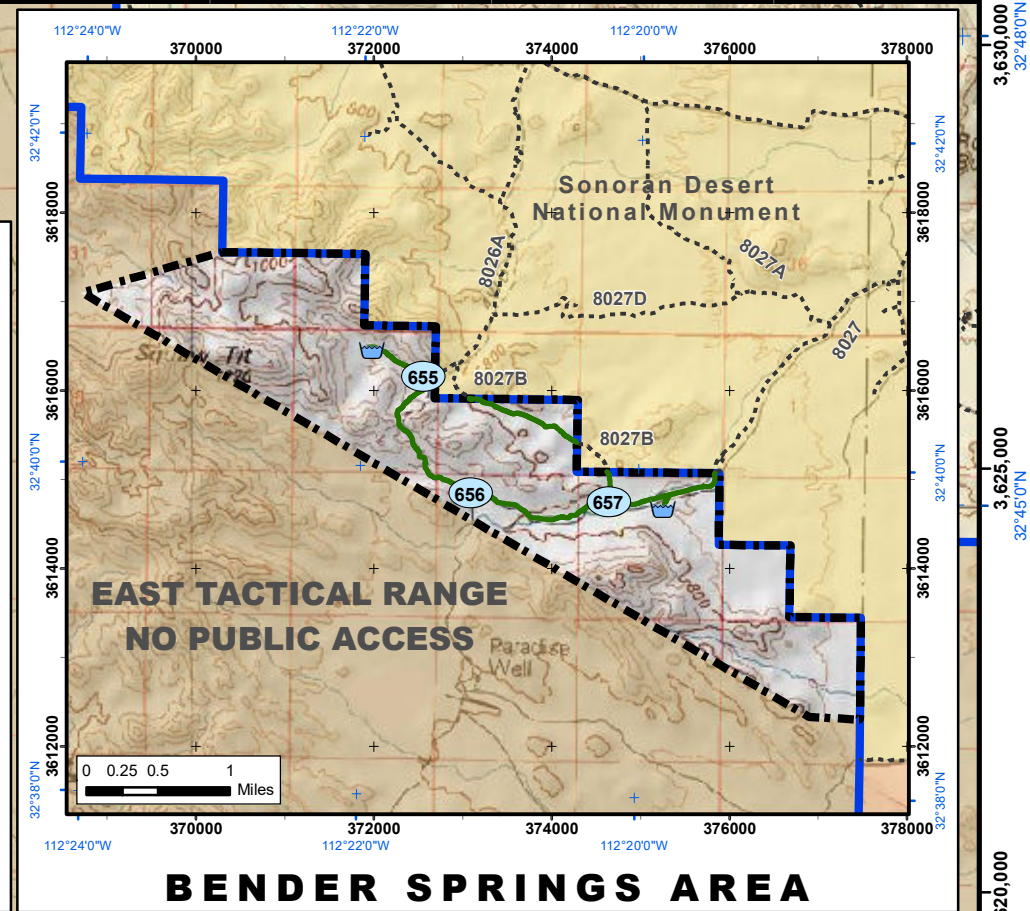 112°24'0"W 112°22'0"W 112°20'0"W
370000 372000 374000 376000 378000
3,630,000
32°48'0"N
32°42'0"N
32°42'0"N
600
Sonoran Desert
National Monument
3618000
3618000
8026A
8027A
31
1000
8027D
8027
655
8027B
800
3616000
3616000
8027B
32°40'0"N
32°40'0"N
3,625,000
32°45'0"N
656
657
3614000
3614000
800
EAST TACTICAL RANGE
NO PUBLIC ACCESS
Paradise
Well
3612000
3612000
0 0.25 0.5 1
Miles
32°38'0"N
32°38'0"N
370000 372000 374000 376000 378000
112°24'0"W 112°22'0"W 112°20'0"W
BENDER SPRINGS AREA